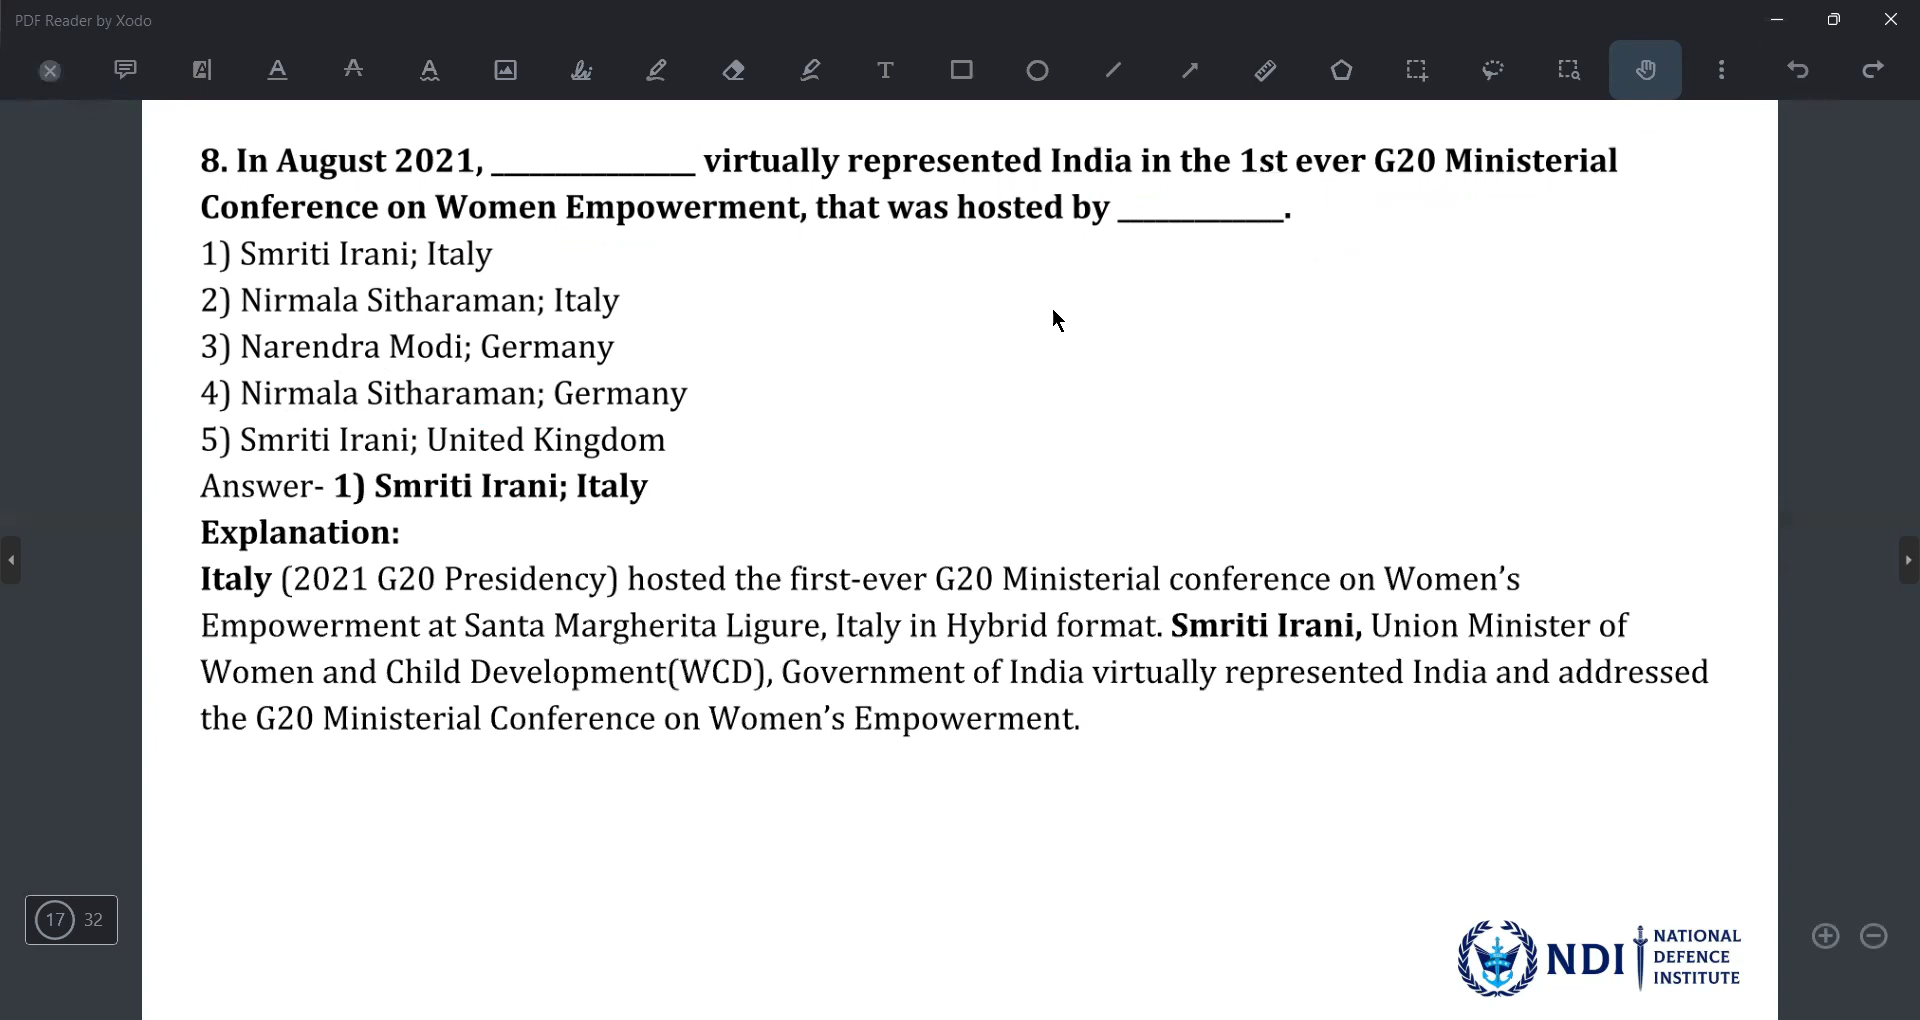 PDF Reader by Xodo
8. In August 2021, ______________ virtually represented India in the 1st ever G20 Ministerial
Conference on Women Empowerment, that was hosted by ___________.
1) Smriti Irani; Italy
2) Nirmala Sitharaman; Italy
3) Narendra Modi; Germany
4) Nirmala Sitharaman; Germany
5) Smriti Irani; United Kingdom
Answer- 1) Smriti Irani; Italy
Explanation:
Italy (2021 G20 Presidency) hosted the first-ever G20 Ministerial conference on Women’s
Empowerment at Santa Margherita Ligure, Italy in Hybrid format. Smriti Irani, Union Minister of
Women and Child Development(WCD), Government of India virtually represented India and addressed
the G20 Ministerial Conference on Women’s Empowerment.
17 32
NDI
NATIONAL
DEFENCE
INSTITUTE